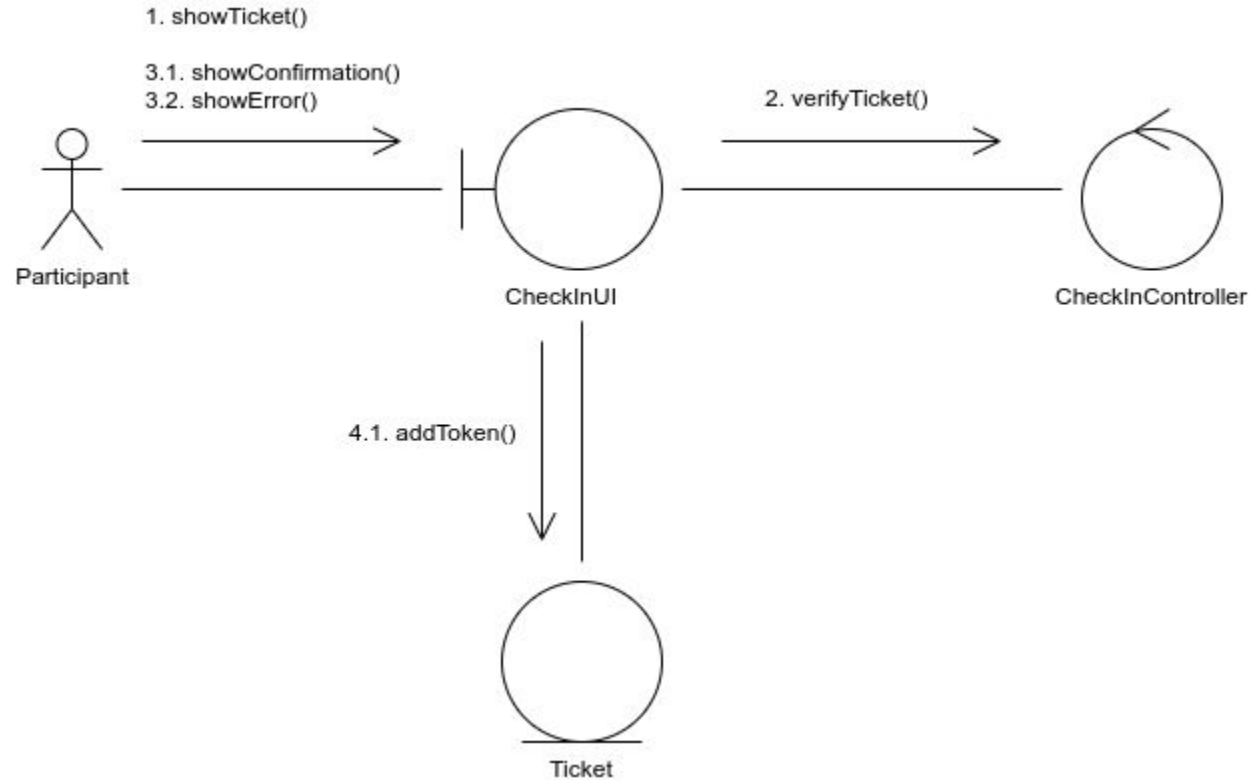 1. showTicket()
3.1. showConfirmation()
3.2. showError()
2. verifyTicket()
Participant
CheckInUI
CheckInController
4.1. addToken()
Ticket